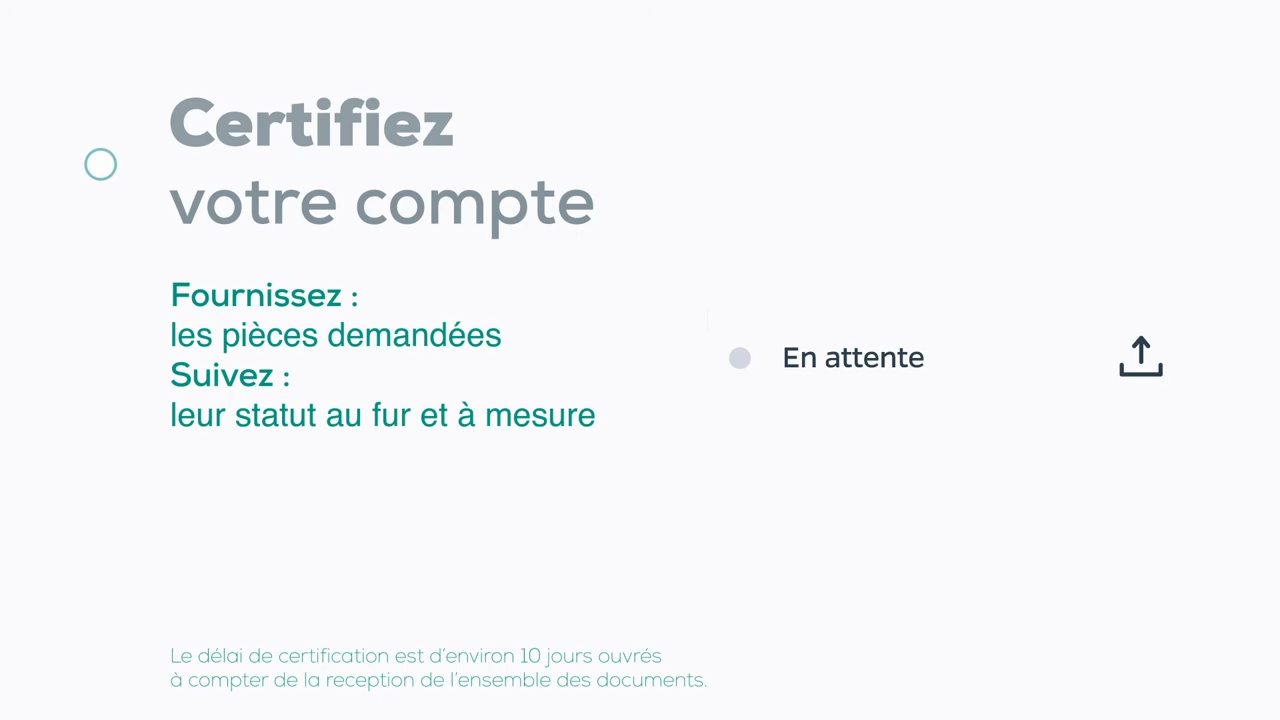 Certifiez
votre compte
Fournissez :
les pièces demandées
Suivez :
leur statut au fur et à mesure
En attente
Le délai de certification est d’environ 10 jours ouvrés
à compter de la reception de l’ensemble des documents.